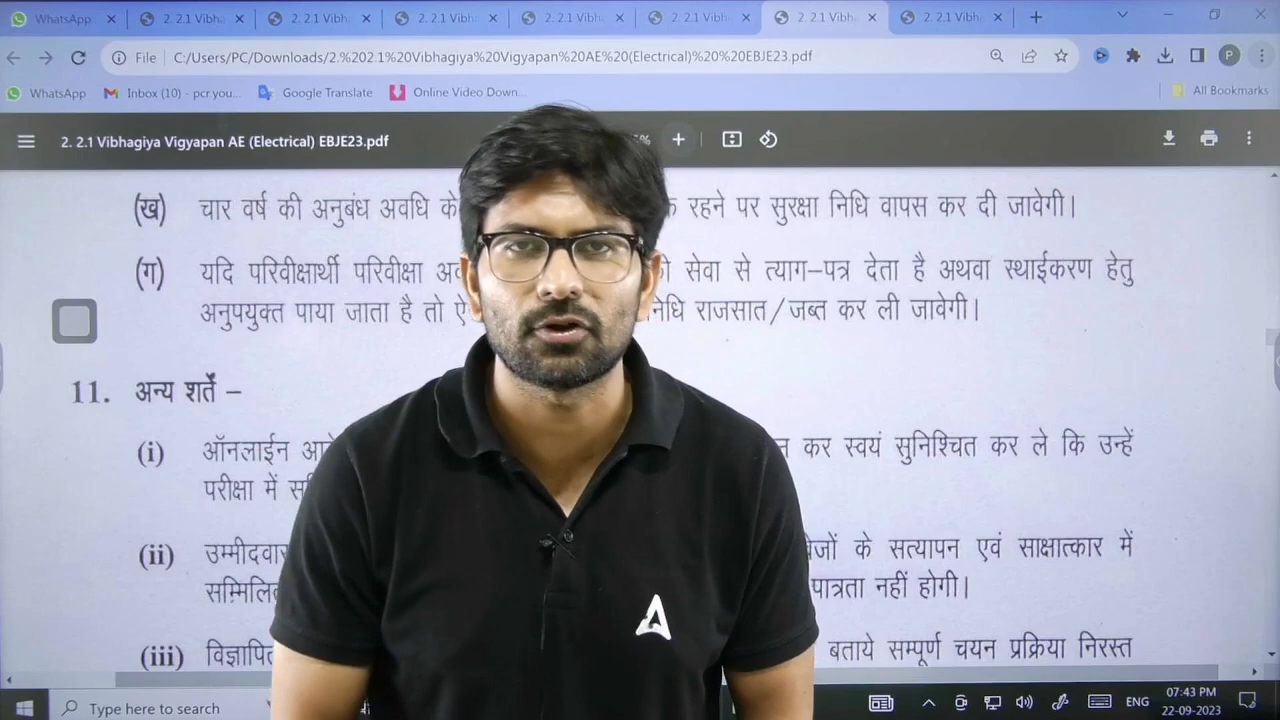 WhatsApp
2. 2.1 Vibh
2. 2.1 Vibh
2. 2.1 Vibh
2. 2.1 Vibh
2. 2.1 Vibh
2. 2.1 Vibh
2. 2.1 Vibh
File C:/Users/PC/Downloads/2.%202.1%20Vibhagiya%20Vigyapan%20AE%20(Electrical)%20%20EBJE23.pdf
P
WhatsApp
Inbox (10) - pcr.you...
Google Translate
Online Video Down...
All Bookmarks
2. 2.1 Vibhagiya Vigyapan AE (Electrical) EBJE23.pdf
(ख) चार वर्ष की अनुबंध अवधि के रहने पर सुरक्षा निधि वापस कर दी जावेगी।
(ग) यदि परिवीक्षार्थी परिवीक्षा सेवा से त्याग–पत्र देता है अथवा स्थाईकरण हेतु
अनुपयुक्त पाया जाता है तो निधि राजसात/जब्त कर ली जावेगी।
11. अन्य शर्तें –
(i) ऑनलाईन कर स्वयं सुनिश्चित कर ले कि उन्हें
परीक्षा में
(ii) उम्मीदवार के सत्यापन एवं साक्षात्कार में
पात्रता नहीं होगी।
(iii) बताये सम्पूर्ण चयन प्रक्रिया निरस्त
Type here to search
ENG
07:43 PM
22-09-2023